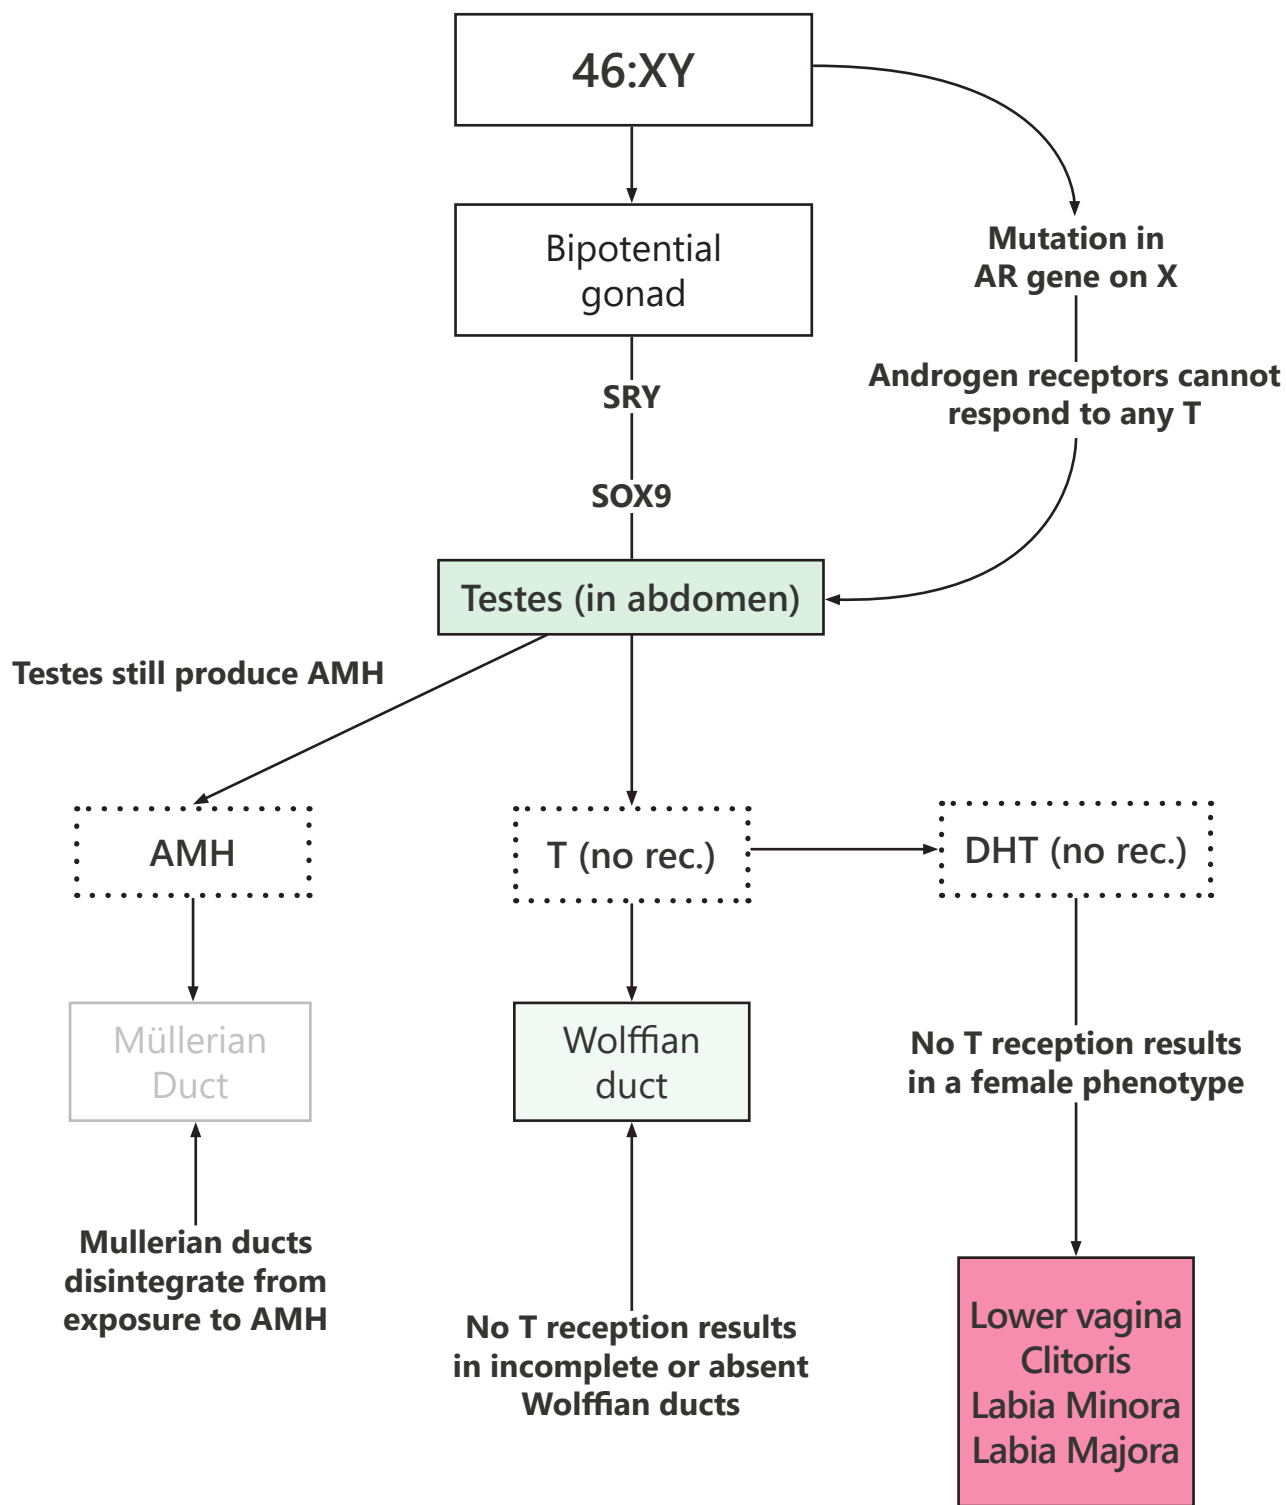 46:XY
Bipotential
gonad
Mutation in
AR gene on X
Androgen receptors cannot
respond to any T
SRY
SOX9
Testes (in abdomen)
Testes still produce AMH
AMH
T (no rec.)
DHT (no rec.)
Müllerian
Duct
Wolffian
duct
No T reception results
in a female phenotype
Mullerian ducts
disintegrate from
exposure to AMH
No T reception results
in incomplete or absent
Wolffian ducts
Lower vagina
Clitoris
Labia Minora
Labia Majora